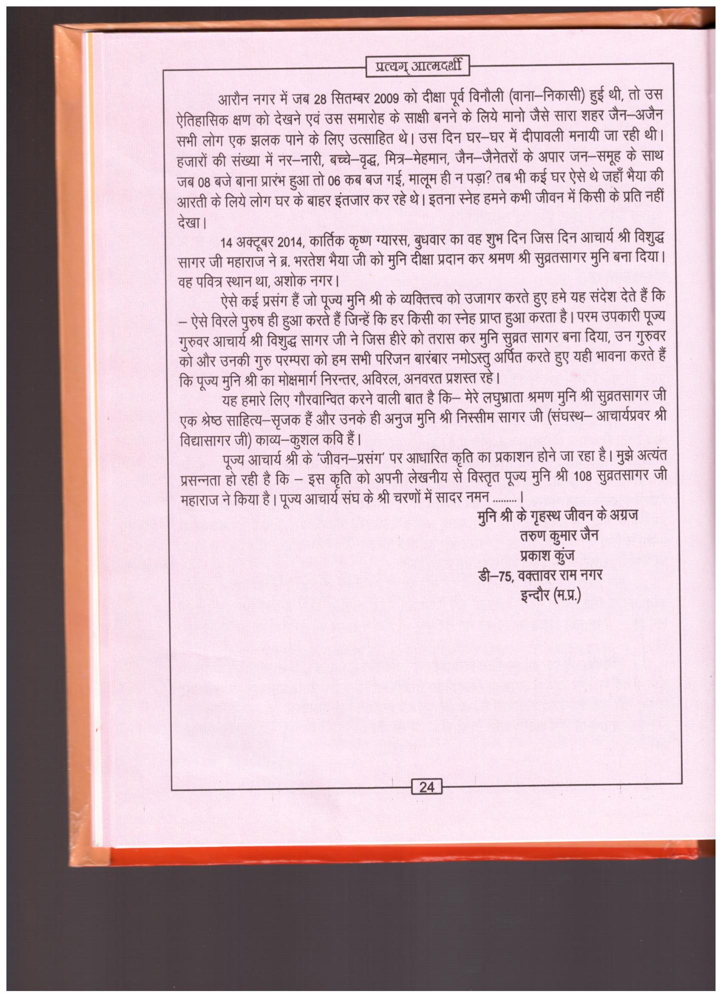 प्रत्यग् आत्मदर्शी
आरौन नगर में जब 28 सितम्बर 2009 को दीक्षा पूर्व विनौली (वाना–निकासी) हुई थी, तो उस
ऐतिहासिक क्षण को देखने एवं उस समारोह के साक्षी बनने के लिये मानो जैसे सारा शहर जैन–अजैन
सभी लोग एक झलक पाने के लिए उत्साहित थे। उस दिन घर–घर में दीपावली मनायी जा रही थी।
हजारों की संख्या में नर–नारी, बच्चे–वृद्ध, मित्र–मेहमान, जैन–जैनेतरों के अपार जन–समूह के साथ
जब 08 बजे बाना प्रारंभ हुआ तो 06 कब बज गई, मालूम ही न पड़ा? तब भी कई घर ऐसे थे जहाँ भैया की
आरती के लिये लोग घर के बाहर इंतजार कर रहे थे। इतना स्नेह हमने कभी जीवन में किसी के प्रति नहीं
देखा।
14 अक्टूबर 2014, कार्तिक कृष्ण ग्यारस, बुधवार का वह शुभ दिन जिस दिन आचार्य श्री विशुद्ध
सागर जी महाराज ने ब्र. भरतेश भैया जी को मुनि दीक्षा प्रदान कर श्रमण श्री सुव्रतसागर मुनि बना दिया।
वह पवित्र स्थान था, अशोक नगर।
ऐसे कई प्रसंग हैं जो पूज्य मुनि श्री के व्यक्तित्त्व को उजागर करते हुए हमे यह संदेश देते हैं कि
– ऐसे विरले पुरुष ही हुआ करते हैं जिन्हें कि हर किसी का स्नेह प्राप्त हुआ करता है। परम उपकारी पूज्य
गुरुवर आचार्य श्री विशुद्ध सागर जी ने जिस हीरे को तरास कर मुनि सुव्रत सागर बना दिया, उन गुरुवर
को और उनकी गुरु परम्परा को हम सभी परिजन बारंबार नमोऽस्तु अर्पित करते हुए यही भावना करते हैं
कि पूज्य मुनि श्री का मोक्षमार्ग निरन्तर, अविरल, अनवरत प्रशस्त रहे।
यह हमारे लिए गौरवान्वित करने वाली बात है कि– मेरे लघुभ्राता श्रमण मुनि श्री सुव्रतसागर जी
एक श्रेष्ठ साहित्य–सृजक हैं और उनके ही अनुज मुनि श्री निस्सीम सागर जी (संघस्थ– आचार्यप्रवर श्री
विद्यासागर जी) काव्य–कुशल कवि हैं।
पूज्य आचार्य श्री के 'जीवन–प्रसंग' पर आधारित कृति का प्रकाशन होने जा रहा है। मुझे अत्यंत
प्रसन्नता हो रही है कि – इस कृति को अपनी लेखनीय से विस्तृत पूज्य मुनि श्री 108 सुव्रतसागर जी
महाराज ने किया है। पूज्य आचार्य संघ के श्री चरणों में सादर नमन ......... ।
मुनि श्री के गृहस्थ जीवन के अग्रज
तरुण कुमार जैन
प्रकाश कुंज
डी–75, वक्तावर राम नगर
इन्दौर (म.प्र.)
24